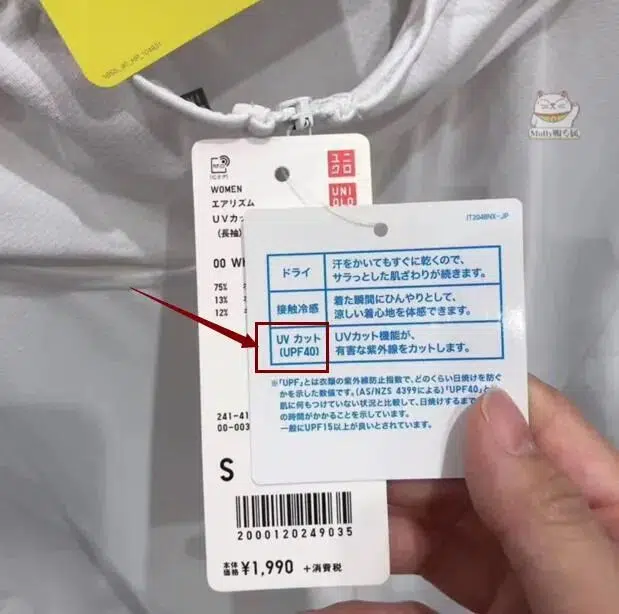 Molly
ユニ
クロ
UNI
QLO
WOMEN
エアリズム
UVカッ
(長袖)
00 WH
75%
13%
12%
241-41
00-003
S
2000120249035
本体
価格 ¥1,990 +消費税
IT204BNX-JP
ドライ
汗をかいてもすぐに乾くので、
サラっとした肌ざわりが続きます。
接触冷感
着た瞬間にひんやりとして、
涼しい着心地を体感できます。
UV カット
(UPF40)
UVカット機能が、
有害な紫外線をカットします。
※「UPF」とは衣類の紫外線防止指数で、どのくらい日焼けを防ぐ
かを示した数値です。(AS/NZS 4399による)「UPF40」と
肌に何もつけていない状況と比較して、日焼けするまで
の時間がかかることを示しています。
一般にUPF15以上が良いとされています。